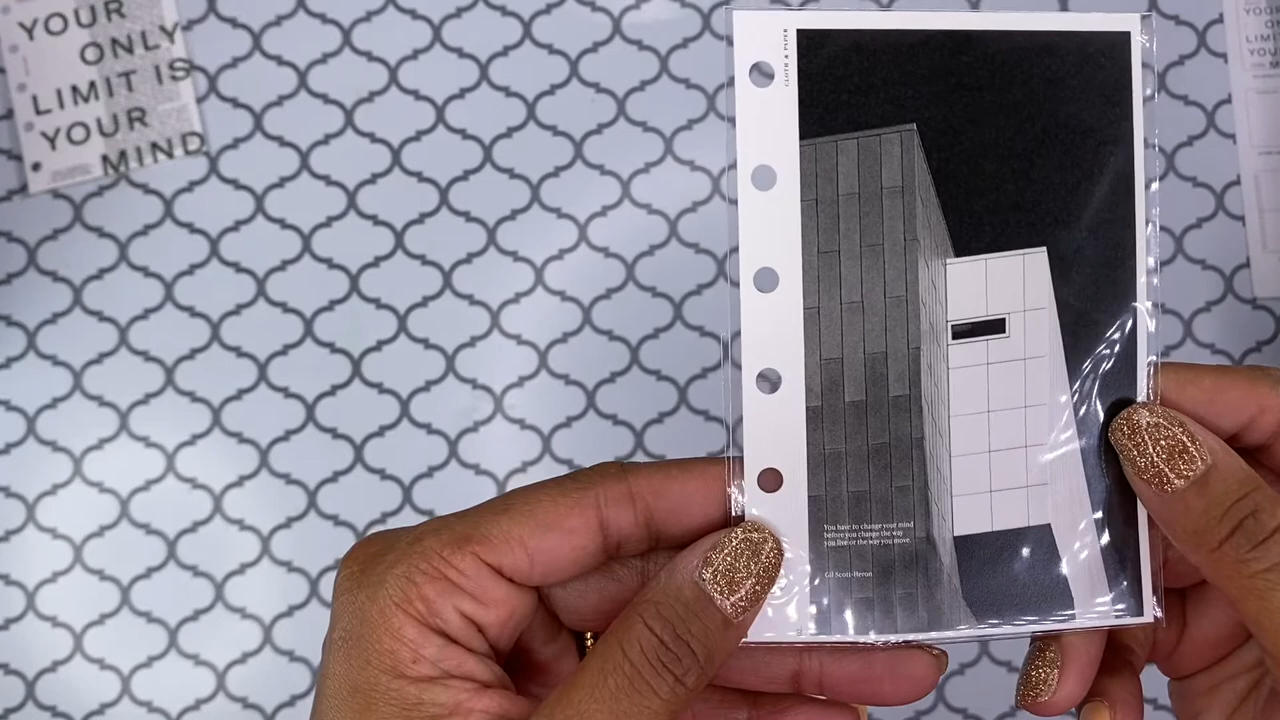 YOUR
ONLY
LIMIT IS
YOUR
MIND
CLOTH & PAPER
You have to change your mind
before you change the way
you live or the way you move.
Gil Scott-Heron
YOUR